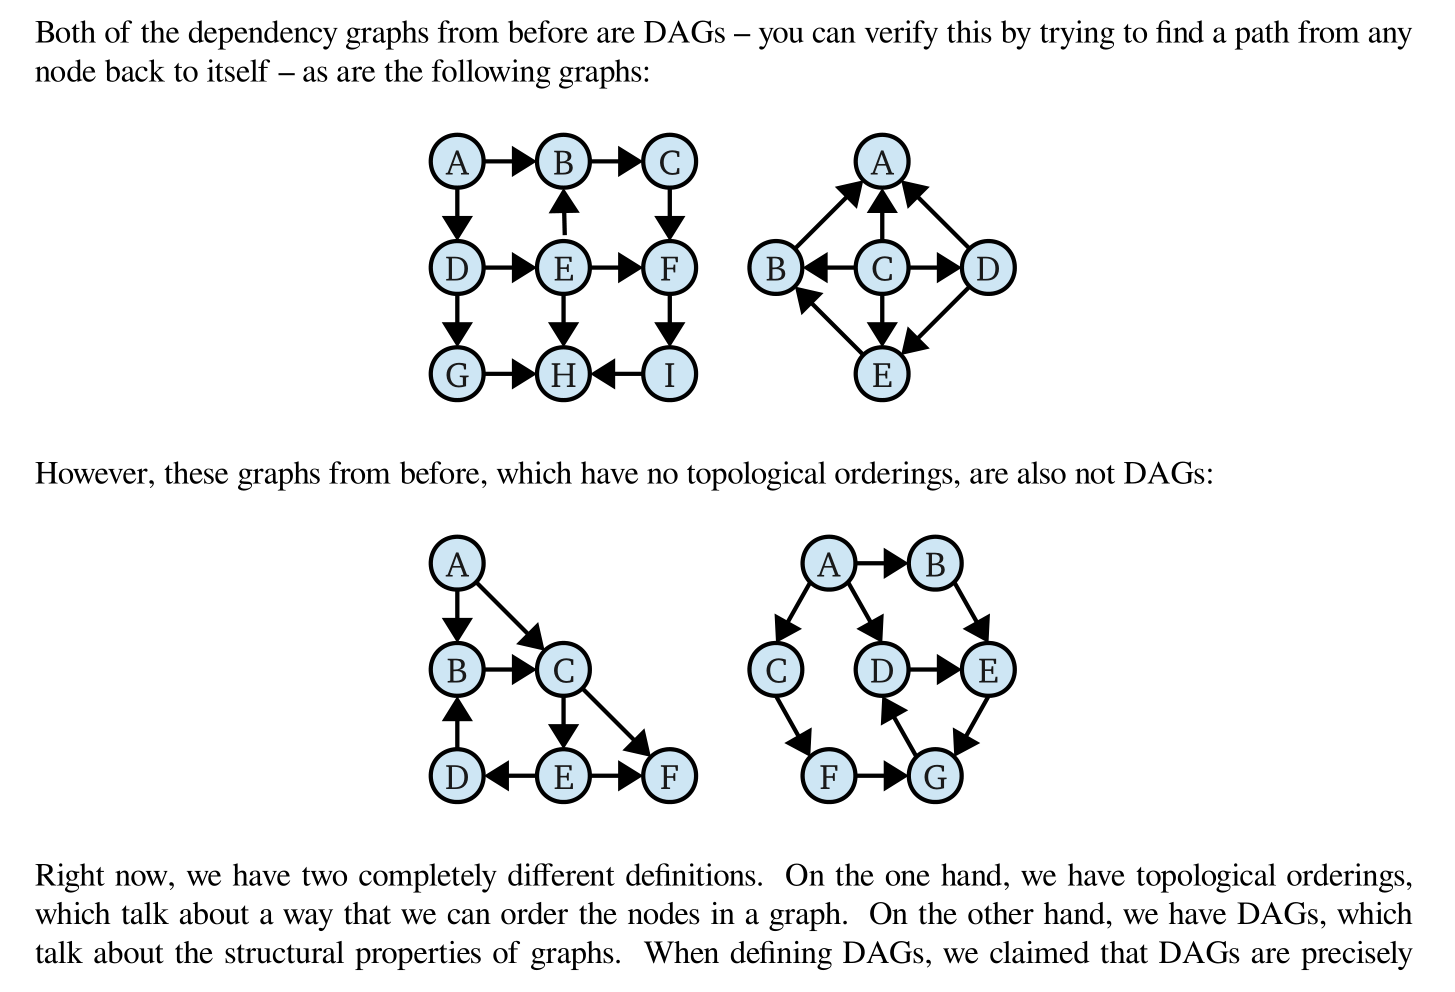 Both of the dependency graphs from before are DAGs – you can verify this by trying to find a path from any
node back to itself – as are the following graphs:
A B C
D E F
G H I
A
B C D
E
However, these graphs from before, which have no topological orderings, are also not DAGs:
A
B C
D E F
A B
C D E
F G
Right now, we have two completely different definitions. On the one hand, we have topological orderings,
which talk about a way that we can order the nodes in a graph. On the other hand, we have DAGs, which
talk about the structural properties of graphs. When defining DAGs, we claimed that DAGs are precisely